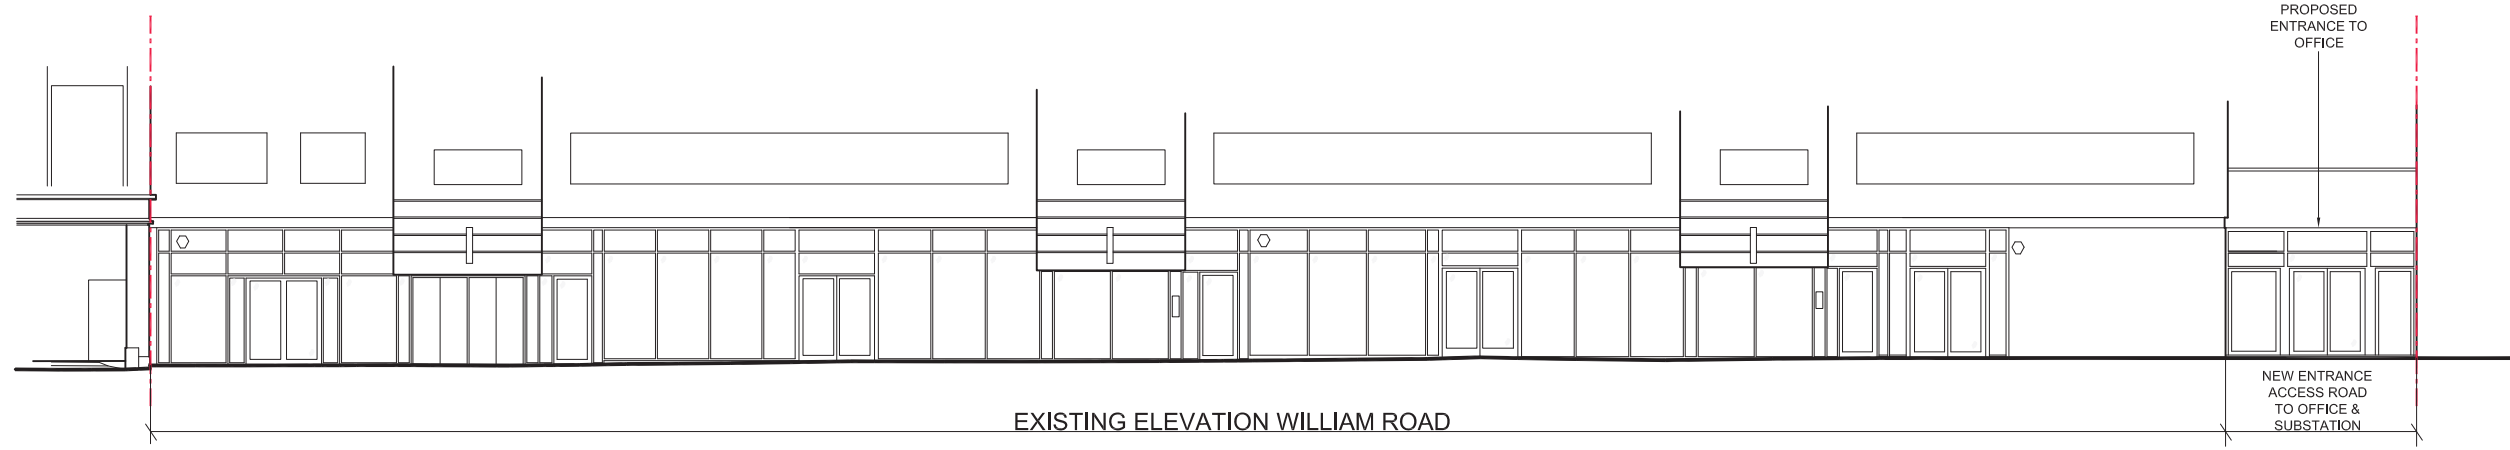 PROPOSED
ENTRANCE TO
OFFICE
EXISTING ELEVATION WILLIAM ROAD
NEW ENTRANCE
ACCESS ROAD
TO OFFICE &
SUBSTATION